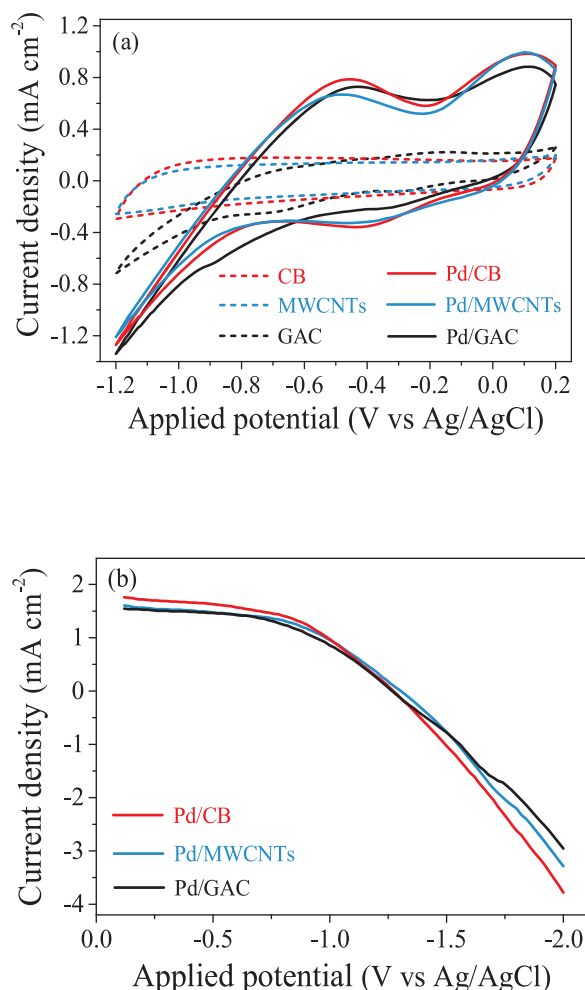 (a)
Current density (mA cm⁻²)
1.2
0.8
0.4
0.0
-0.4
-0.8
-1.2
CB Pd/CB
MWCNTs Pd/MWCNTs
GAC Pd/GAC
-1.2 -1.0 -0.8 -0.6 -0.4 -0.2 0.0 0.2
Applied potential (V vs Ag/AgCl)
(b)
Current density (mA cm⁻²)
2
1
0
-1
-2
-3
-4
Pd/CB
Pd/MWCNTs
Pd/GAC
0.0 -0.5 -1.0 -1.5 -2.0
Applied potential (V vs Ag/AgCl)